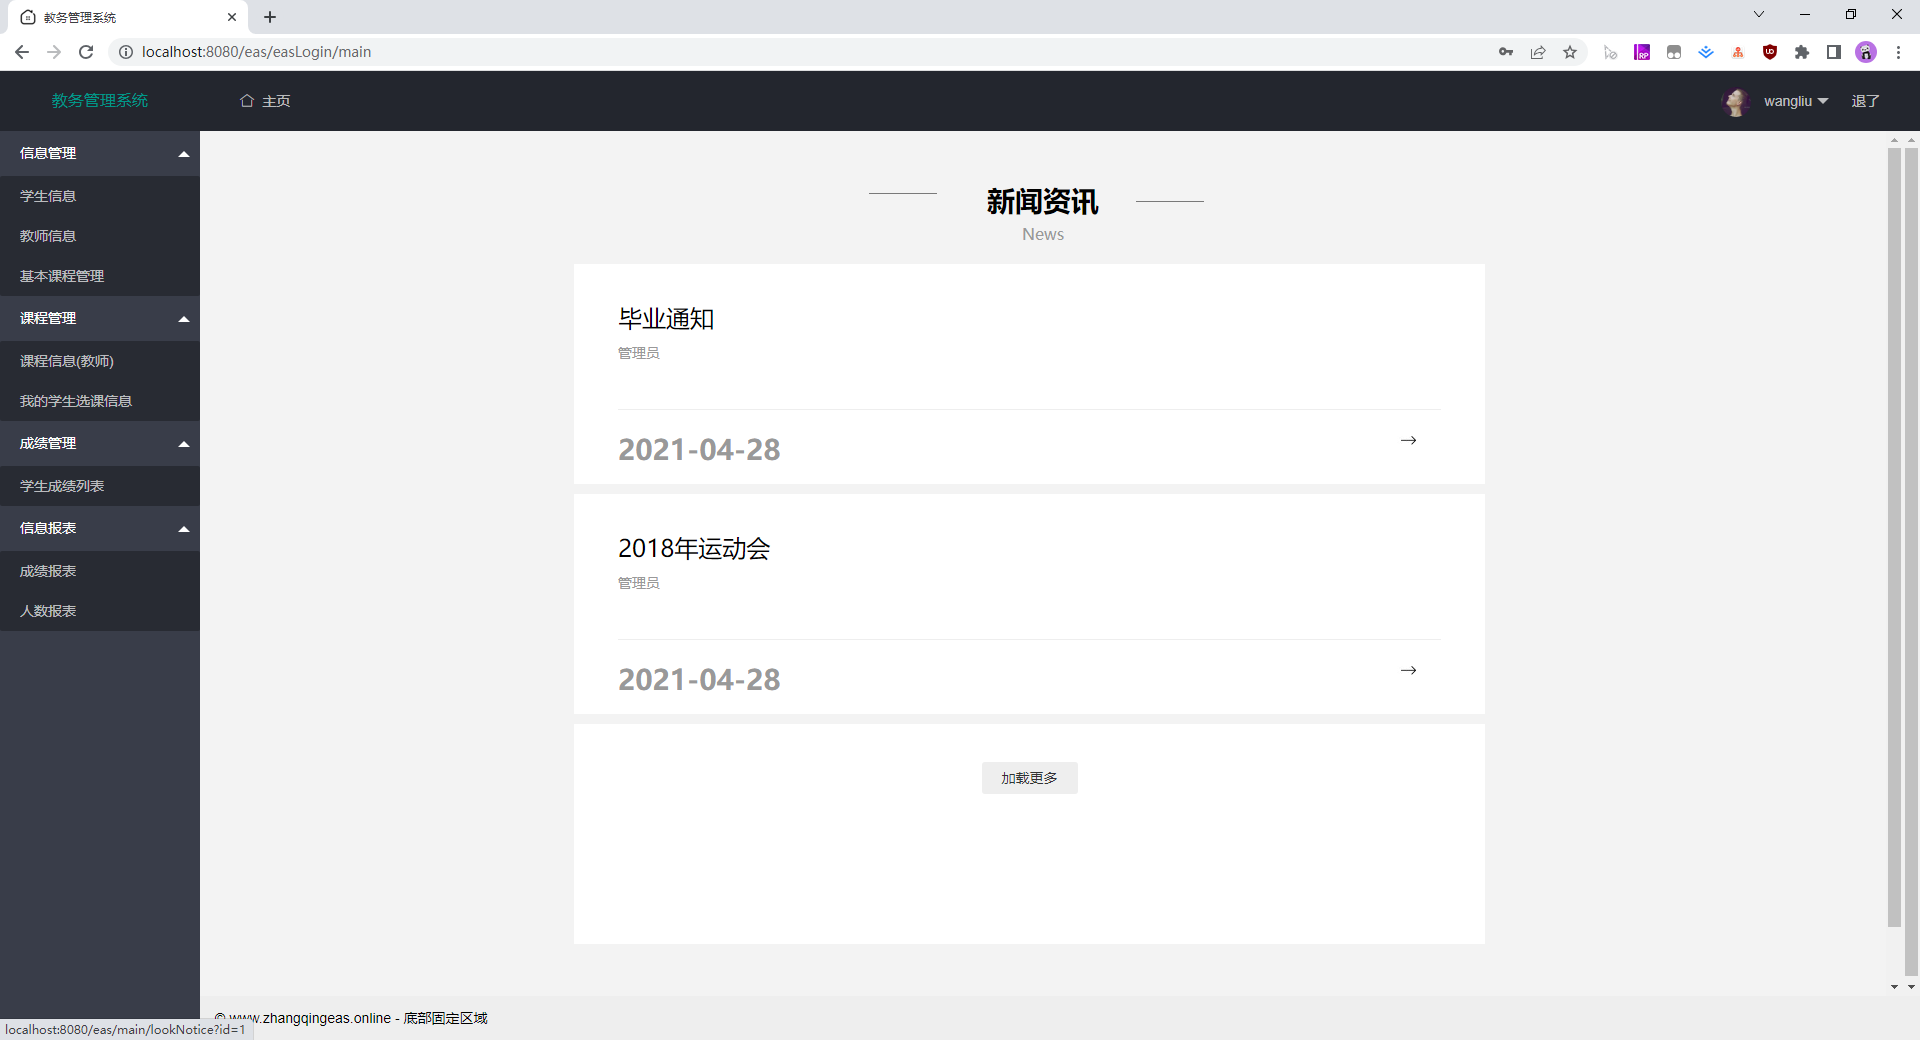 教务管理系统
localhost:8080/eas/easLogin/main
教务管理系统
主页
wangliu
退了
信息管理
学生信息
教师信息
基本课程管理
课程管理
课程信息(教师)
我的学生选课信息
成绩管理
学生成绩列表
信息报表
成绩报表
人数报表
新闻资讯
News
毕业通知
管理员
2021-04-28
2018年运动会
管理员
2021-04-28
加载更多
© www.zhangqingeas.online - 底部固定区域
localhost:8080/eas/main/lookNotice?id=1